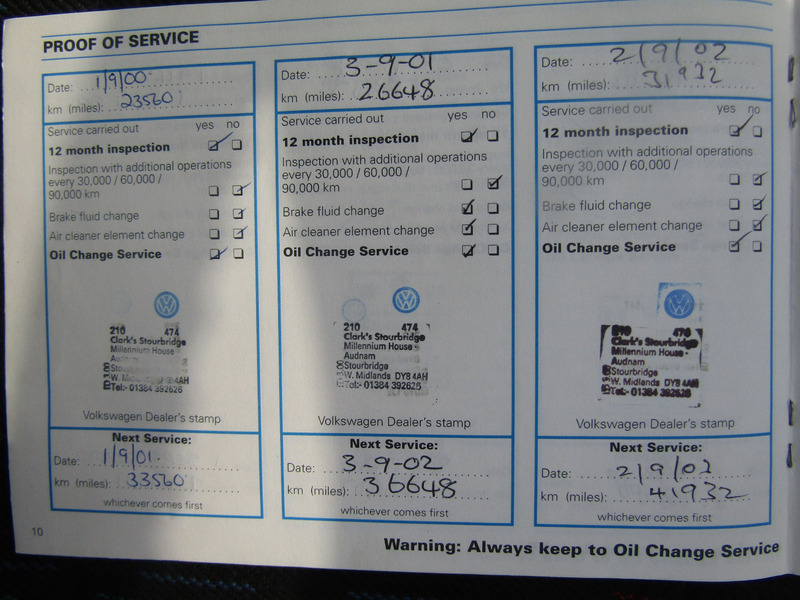 PROOF OF SERVICE
Date: 1/9/00
km (miles): 23560
Service carried out yes no
12 month inspection
Inspection with additional operations
every 30,000 / 60,000 /
90,000 km
Brake fluid change
Air cleaner element change
Oil Change Service
210 474
Clark's Stourbridge
Millennium House
W. 4AH
Tel:- 01384 392626
Volkswagen Dealer's stamp
Next Service:
Date: 1/9/01
km (miles): 33560
whichever comes first
Date: 3-9-01
km (miles): 26648
Service carried out yes no
12 month inspection
Inspection with additional operations
every 30,000 / 60,000 /
90,000 km
Brake fluid change
Air cleaner element change
Oil Change Service
210 474
Clark's Stourbridge
Millennium House
Audnam
Stourbridge
W. Midlands DY8 4AH
Tel:- 01384 392626
Volkswagen Dealer's stamp
Next Service:
Date: 3-9-02
km (miles): 36648
whichever comes first
Date: 2/9/02
km (miles): 31932
Service carried out yes no
12 month inspection
Inspection with additional operations
every 30,000 / 60,000 /
90,000 km
Brake fluid change
Air cleaner element change
Oil Change Service
210 474
Clark's Stourbridge
Millennium House
Audnam
Stourbridge
W. Midlands DY8 4AH
Tel:- 01384 392626
Volkswagen Dealer's stamp
Next Service:
Date: 2/9/03
km (miles): 41932
whichever comes first
10
Warning: Always keep to Oil Change Service